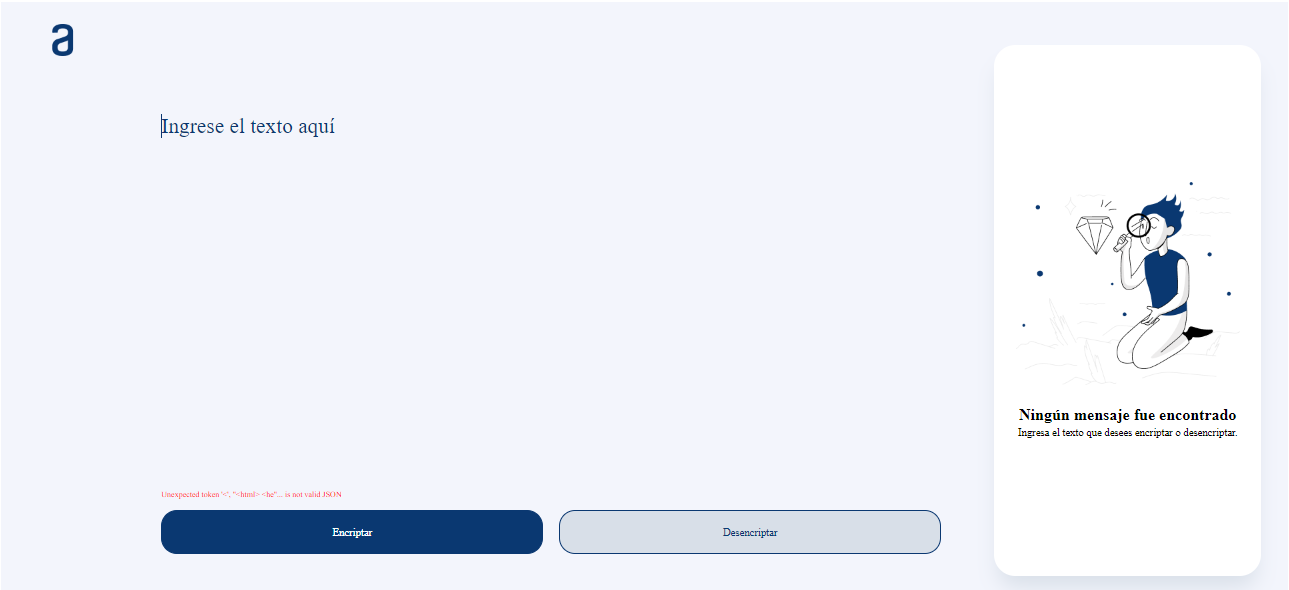 a
Ingrese el texto aquí
Unexpected token '<', "<html> <he"... is not valid JSON
Encriptar
Desencriptar
Ningún mensaje fue encontrado
Ingresa el texto que desees encriptar o desencriptar.